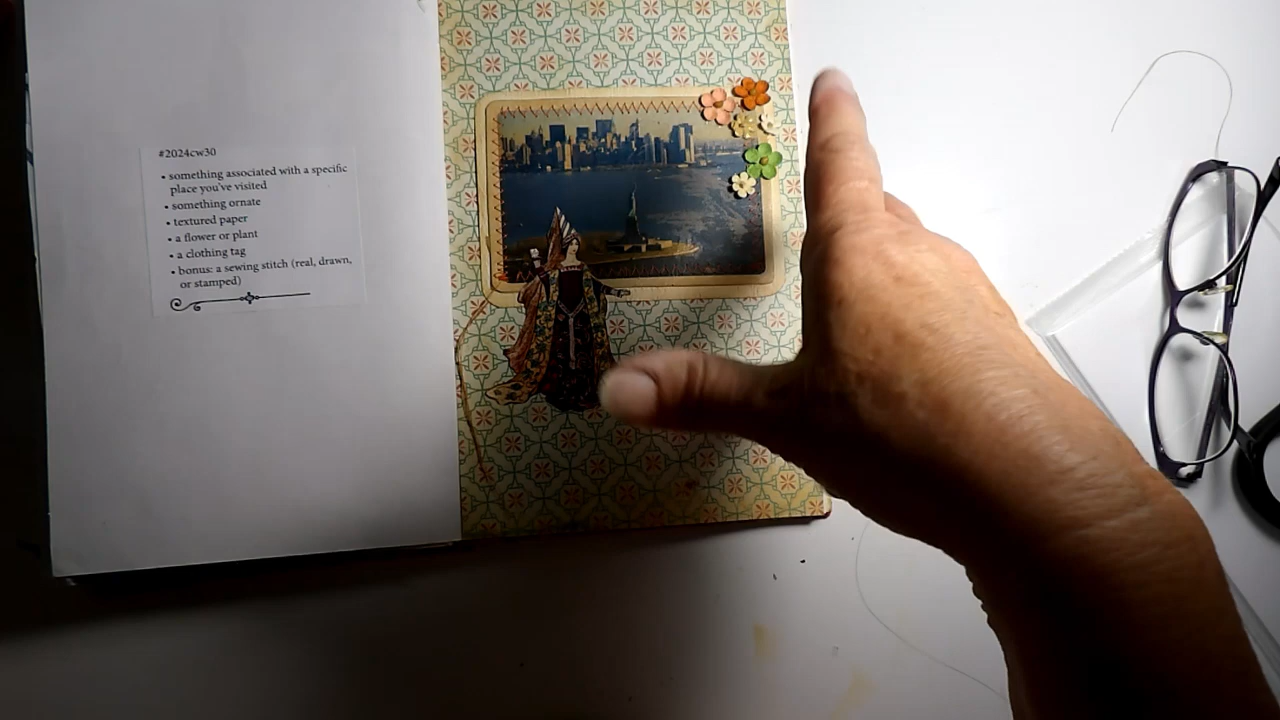 #2024cw30
• something associated with a specific
place you've visited
• something ornate
• textured paper
• a flower or plant
• a clothing tag
• bonus: a sewing stitch (real, drawn,
or stamped)